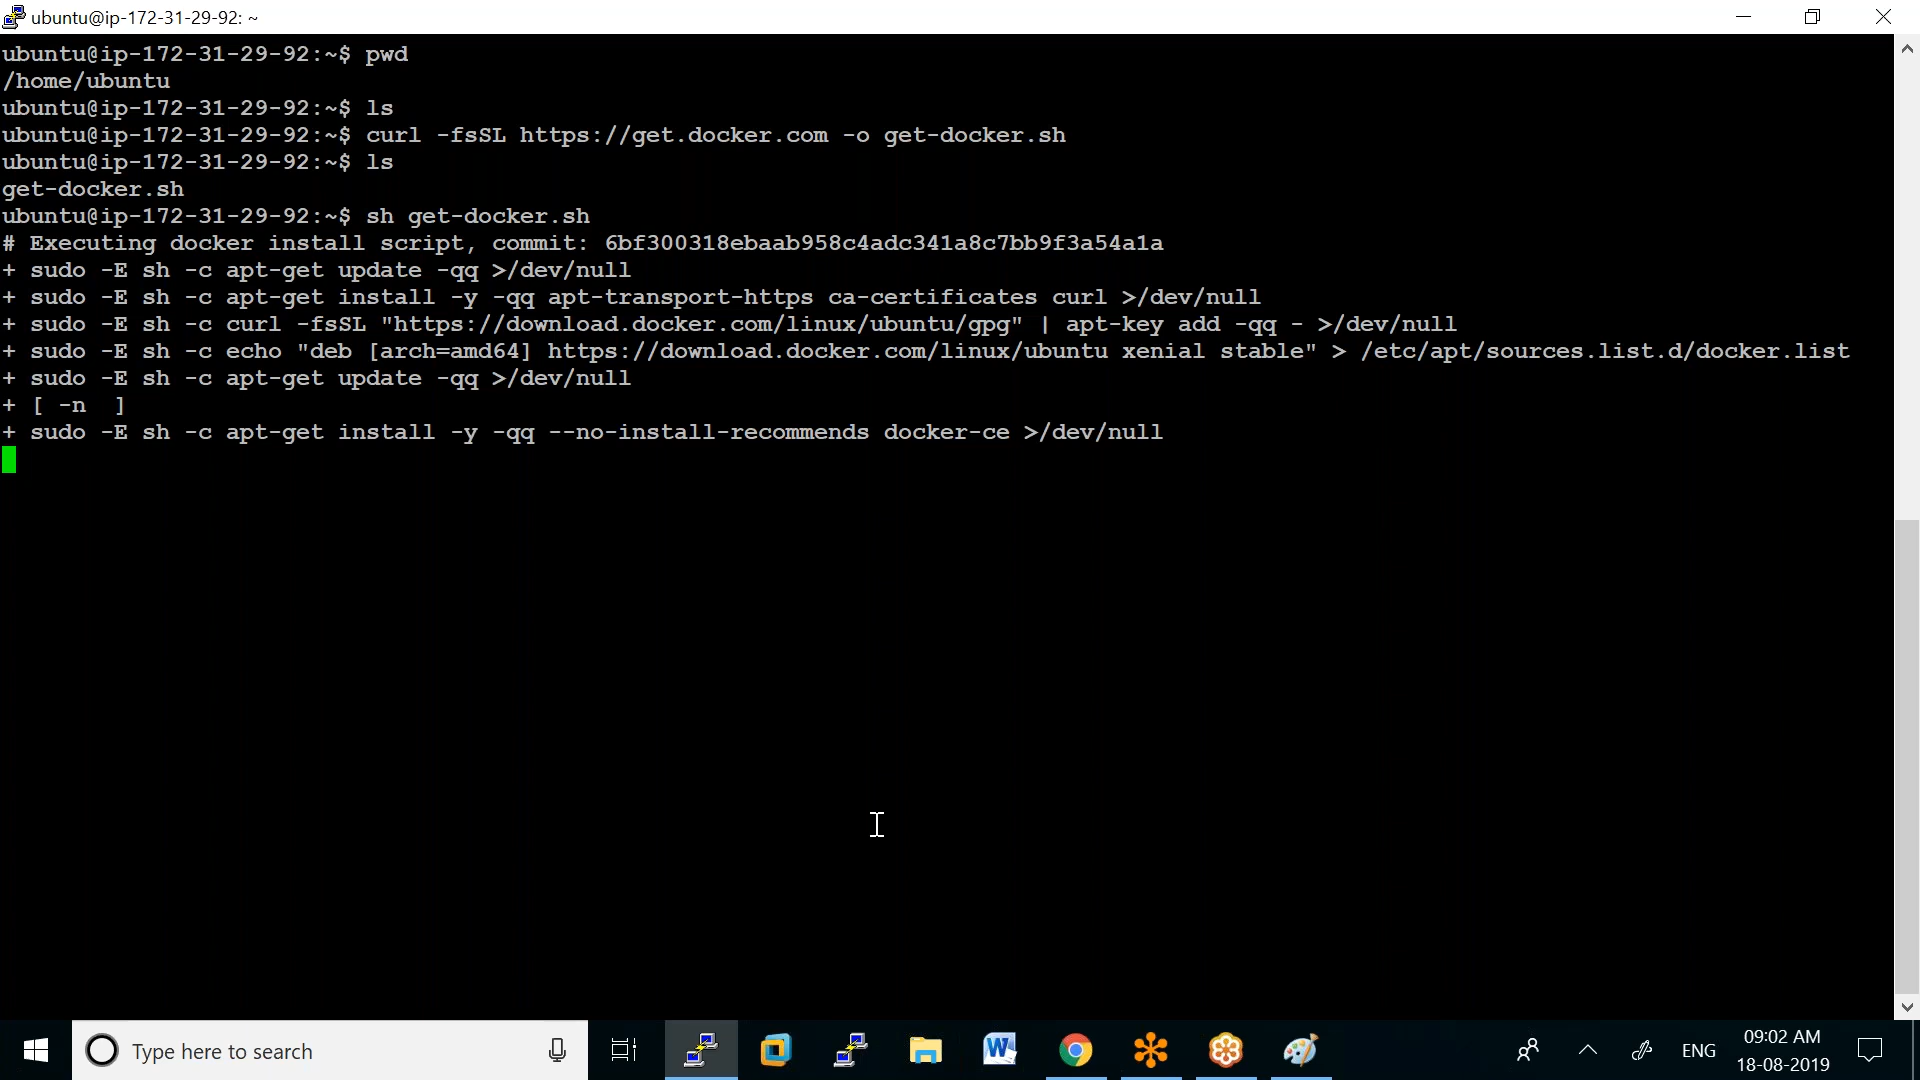 ubuntu@ip-172-31-29-92: ~
ubuntu@ip-172-31-29-92:~$ pwd
/home/ubuntu
ubuntu@ip-172-31-29-92:~$ ls
ubuntu@ip-172-31-29-92:~$ curl -fsSL https://get.docker.com -o get-docker.sh
ubuntu@ip-172-31-29-92:~$ ls
get-docker.sh
ubuntu@ip-172-31-29-92:~$ sh get-docker.sh
# Executing docker install script, commit: 6bf300318ebaab958c4adc341a8c7bb9f3a54a1a
+ sudo -E sh -c apt-get update -qq >/dev/null
+ sudo -E sh -c apt-get install -y -qq apt-transport-https ca-certificates curl >/dev/null
+ sudo -E sh -c curl -fsSL "https://download.docker.com/linux/ubuntu/gpg" | apt-key add -qq - >/dev/null
+ sudo -E sh -c echo "deb [arch=amd64] https://download.docker.com/linux/ubuntu xenial stable" > /etc/apt/sources.list.d/docker.list
+ sudo -E sh -c apt-get update -qq >/dev/null
+ [ -n  ]
+ sudo -E sh -c apt-get install -y -qq --no-install-recommends docker-ce >/dev/null
Type here to search
W
ENG
09:02 AM
18-08-2019